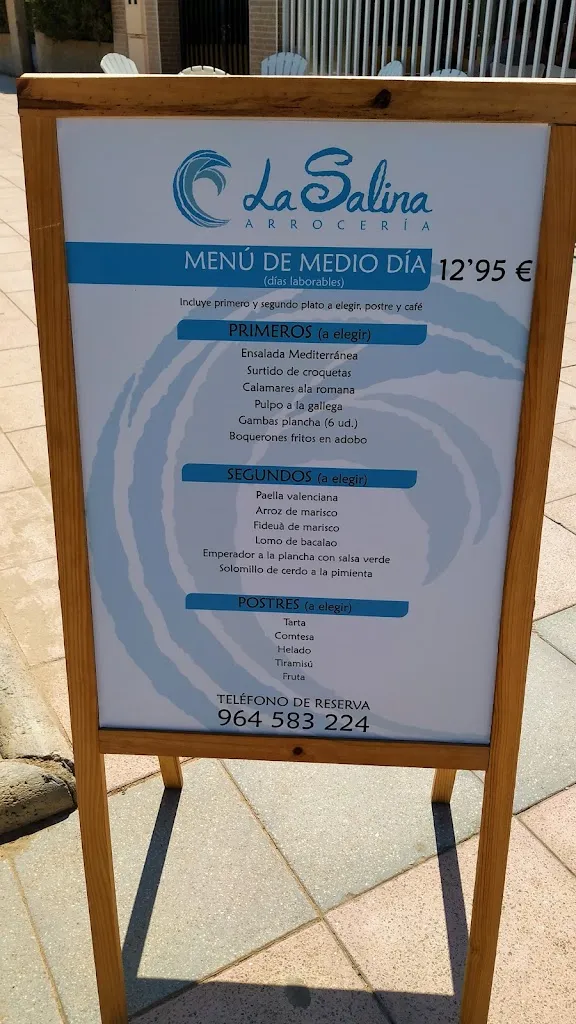 La Salina
ARROCERÍA
MENÚ DE MEDIO DÍA 12'95 €
(días laborables)
Incluye primero y segundo plato a elegir, postre y café
PRIMEROS (a elegir)
Ensalada Mediterránea
Surtido de croquetas
Calamares ala romana
Pulpo a la gallega
Gambas plancha (6 ud.)
Boquerones fritos en adobo
SEGUNDOS (a elegir)
Paella valenciana
Arroz de marisco
Fideuà de marisco
Lomo de bacalao
Emperador a la plancha con salsa verde
Solomillo de cerdo a la pimienta
POSTRES (a elegir)
Tarta
Comtesa
Helado
Tiramisú
Fruta
TELÉFONO DE RESERVA
964 583 224